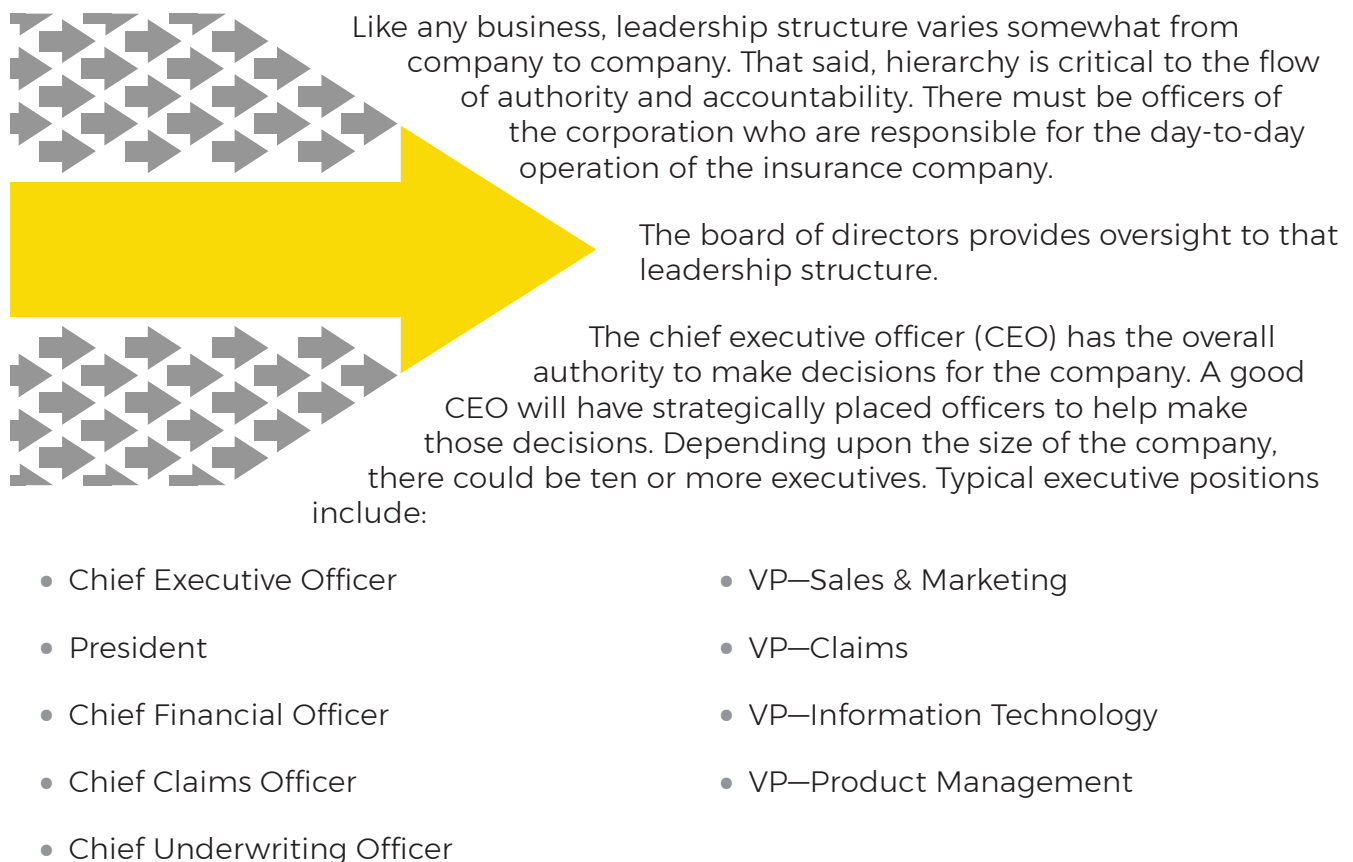 Like any business, leadership structure varies somewhat from
company to company. That said, hierarchy is critical to the flow
of authority and accountability. There must be officers of
the corporation who are responsible for the day-to-day
operation of the insurance company.
The board of directors provides oversight to that
leadership structure.
The chief executive officer (CEO) has the overall
authority to make decisions for the company. A good
CEO will have strategically placed officers to help make
those decisions. Depending upon the size of the company,
there could be ten or more executives. Typical executive positions
include:
• Chief Executive Officer
• President
• Chief Financial Officer
• Chief Claims Officer
• Chief Underwriting Officer
• VP—Sales & Marketing
• VP—Claims
• VP—Information Technology
• VP—Product Management